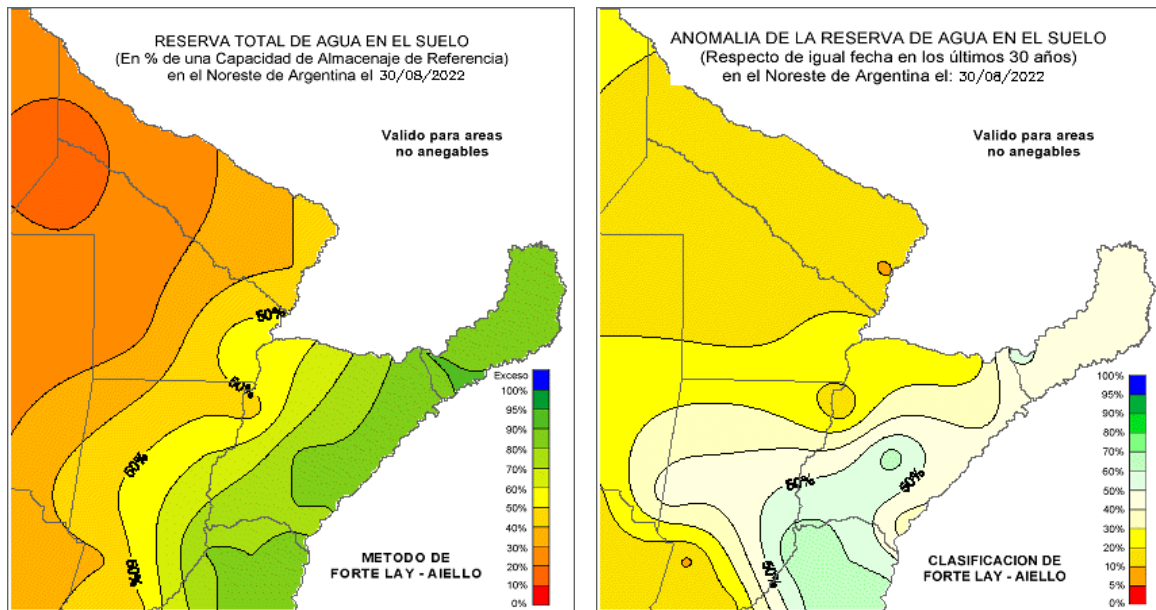 RESERVA TOTAL DE AGUA EN EL SUELO
(En % de una Capacidad de Almacenaje de Referencia)
en el Noreste de Argentina el 30/08/2022
Valido para areas
no anegables
50%
50%
50%
50%
Exceso
100%
95%
90%
80%
70%
60%
50%
40%
30%
20%
10%
0%
METODO DE
FORTE LAY - AIELLO
ANOMALIA DE LA RESERVA DE AGUA EN EL SUELO
(Respecto de igual fecha en los últimos 30 años)
en el Noreste de Argentina el: 30/08/2022
Valido para areas
no anegables
50%
50%
50%
100%
95%
90%
80%
70%
60%
50%
40%
30%
20%
10%
5%
0%
CLASIFICACION DE
FORTE LAY - AIELLO